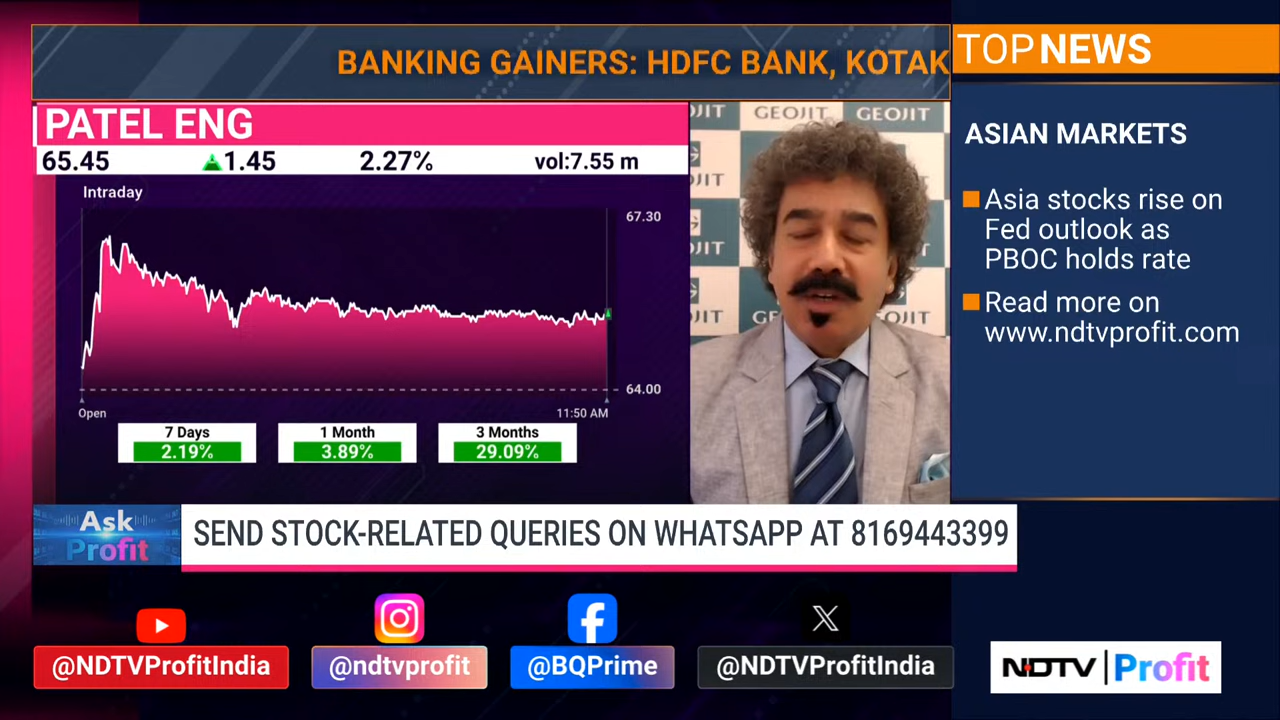 BANKING GAINERS: HDFC BANK, KOTAK
TOP NEWS
PATEL ENG
65.45 1.45 2.27% vol:7.55 m
Intraday
67.30
64.00
Open 11:50 AM
7 Days 1 Month 3 Months
2.19% 3.89% 29.09%
GEOJIT GEOJIT
ASIAN MARKETS
Asia stocks rise on
Fed outlook as
PBOC holds rate
Read more on
www.ndtvprofit.com
Ask
Profit
SEND STOCK-RELATED QUERIES ON WHATSAPP AT 8169443399
@NDTVProfitIndia @ndtvprofit @BQPrime @NDTVProfitIndia
NDTV Profit